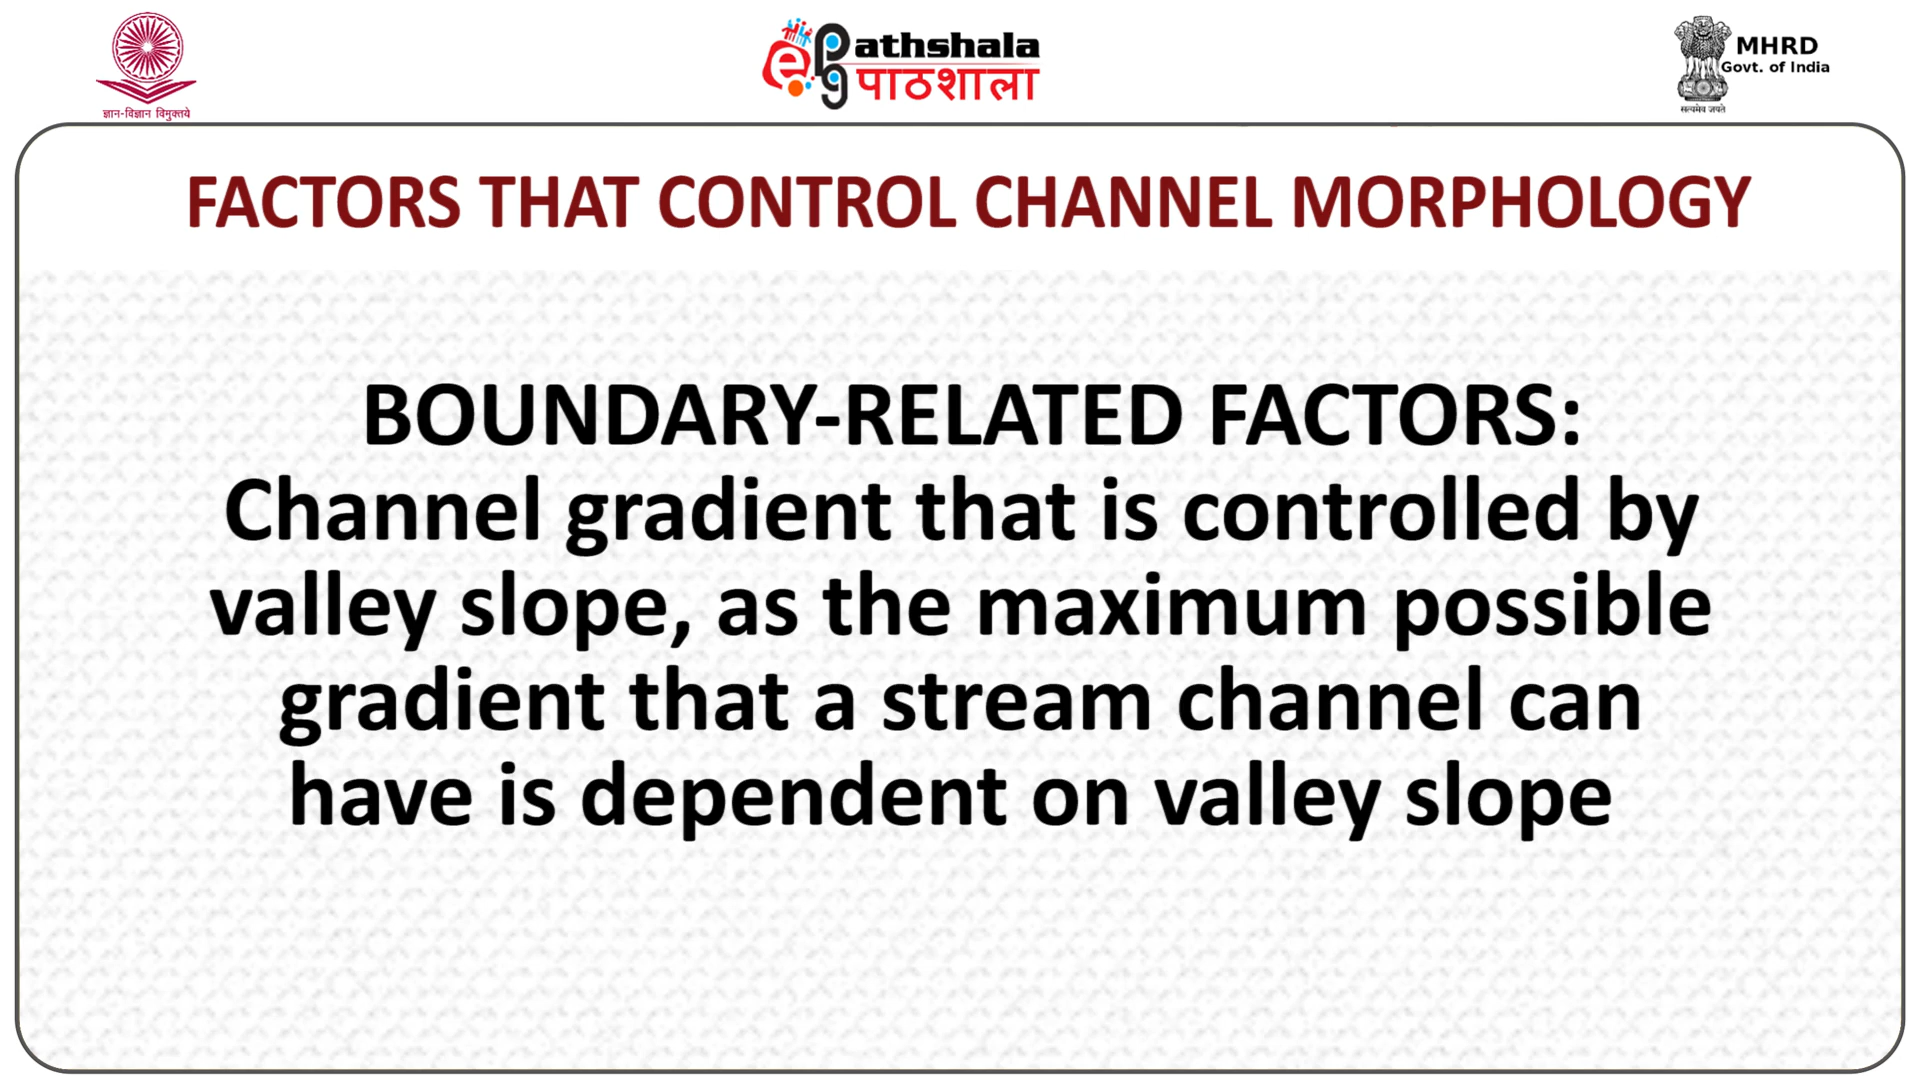 ज्ञान-विज्ञान विमुक्तये
e pg Pathshala
पाठशाला
MHRD
Govt. of India
सत्यमेव जयते
FACTORS THAT CONTROL CHANNEL MORPHOLOGY
BOUNDARY-RELATED FACTORS:
Channel gradient that is controlled by
valley slope, as the maximum possible
gradient that a stream channel can
have is dependent on valley slope